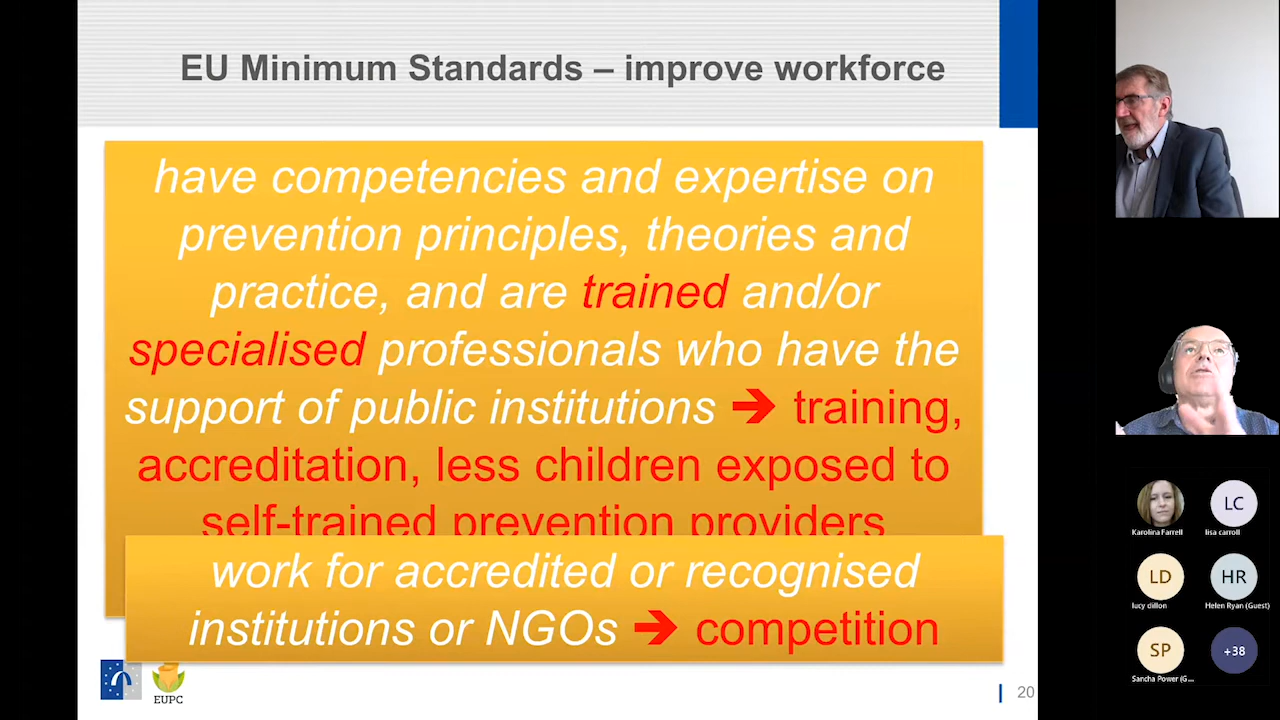 EU Minimum Standards – improve workforce
have competencies and expertise on
prevention principles, theories and
practice, and are trained and/or
specialised professionals who have the
support of public institutions ➔ training,
accreditation, less children exposed to
self-trained prevention providers
work for accredited or recognised
institutions or NGOs ➔ competition
EUPC
20
LC
Karolina Farrell
lisa carroll
LD
HR
lucy dillon
Helen Ryan (Guest)
SP
+38
Sancha Power (G...